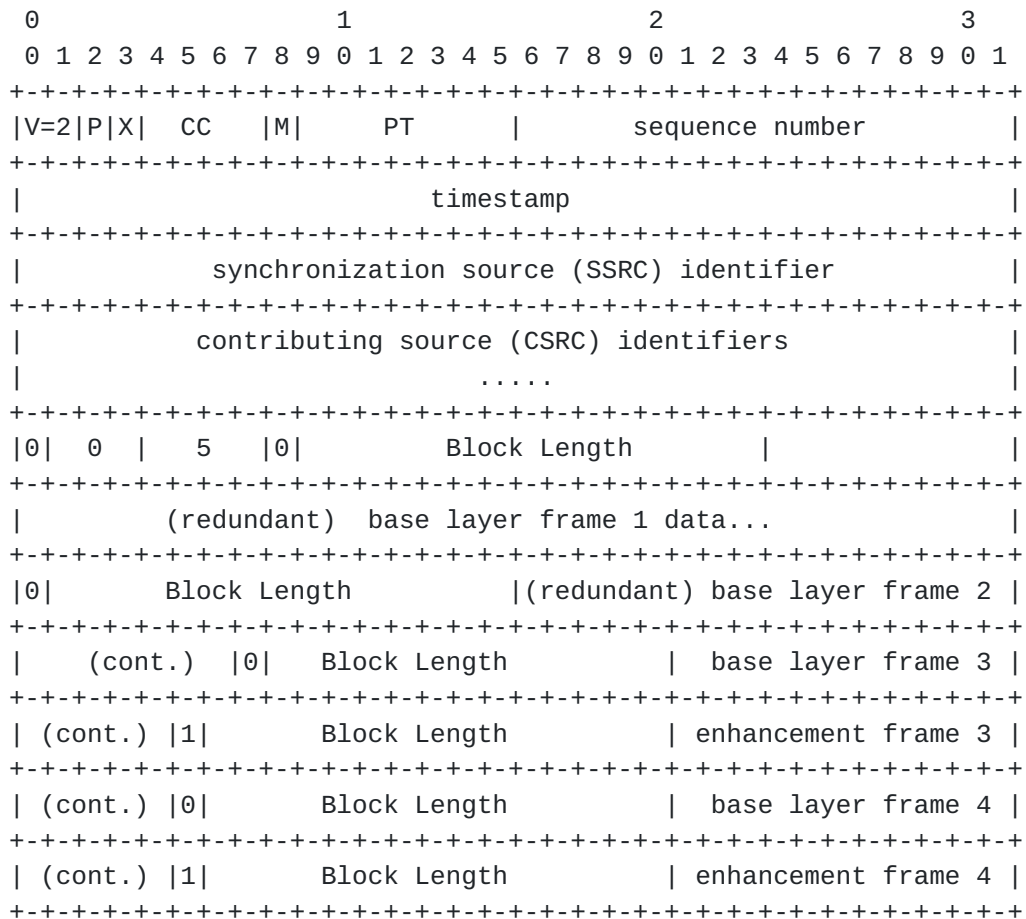 0                   1                   2                   3
 0 1 2 3 4 5 6 7 8 9 0 1 2 3 4 5 6 7 8 9 0 1 2 3 4 5 6 7 8 9 0 1
+-+-+-+-+-+-+-+-+-+-+-+-+-+-+-+-+-+-+-+-+-+-+-+-+-+-+-+-+-+-+-+-+
|V=2|P|X|  CC   |M|     PT      |       sequence number         |
+-+-+-+-+-+-+-+-+-+-+-+-+-+-+-+-+-+-+-+-+-+-+-+-+-+-+-+-+-+-+-+-+
|                          timestamp                            |
+-+-+-+-+-+-+-+-+-+-+-+-+-+-+-+-+-+-+-+-+-+-+-+-+-+-+-+-+-+-+-+-+
|            synchronization source (SSRC) identifier           |
+-+-+-+-+-+-+-+-+-+-+-+-+-+-+-+-+-+-+-+-+-+-+-+-+-+-+-+-+-+-+-+-+
|           contributing source (CSRC) identifiers              |
|                             .....                             |
+-+-+-+-+-+-+-+-+-+-+-+-+-+-+-+-+-+-+-+-+-+-+-+-+-+-+-+-+-+-+-+-+
|0|  0  |   5   |0|         Block Length        |               |
+-+-+-+-+-+-+-+-+-+-+-+-+-+-+-+-+-+-+-+-+-+-+-+-+-+-+-+-+-+-+-+-+
|         (redundant)  base layer frame 1 data...               |
+-+-+-+-+-+-+-+-+-+-+-+-+-+-+-+-+-+-+-+-+-+-+-+-+-+-+-+-+-+-+-+-+
|0|       Block Length          |(redundant) base layer frame 2 |
+-+-+-+-+-+-+-+-+-+-+-+-+-+-+-+-+-+-+-+-+-+-+-+-+-+-+-+-+-+-+-+-+
|    (cont.)  |0|   Block Length          |  base layer frame 3 |
+-+-+-+-+-+-+-+-+-+-+-+-+-+-+-+-+-+-+-+-+-+-+-+-+-+-+-+-+-+-+-+-+
| (cont.) |1|       Block Length          | enhancement frame 3 |
+-+-+-+-+-+-+-+-+-+-+-+-+-+-+-+-+-+-+-+-+-+-+-+-+-+-+-+-+-+-+-+-+
| (cont.) |0|       Block Length          |  base layer frame 4 |
+-+-+-+-+-+-+-+-+-+-+-+-+-+-+-+-+-+-+-+-+-+-+-+-+-+-+-+-+-+-+-+-+
| (cont.) |1|       Block Length          | enhancement frame 4 |
+-+-+-+-+-+-+-+-+-+-+-+-+-+-+-+-+-+-+-+-+-+-+-+-+-+-+-+-+-+-+-+-+